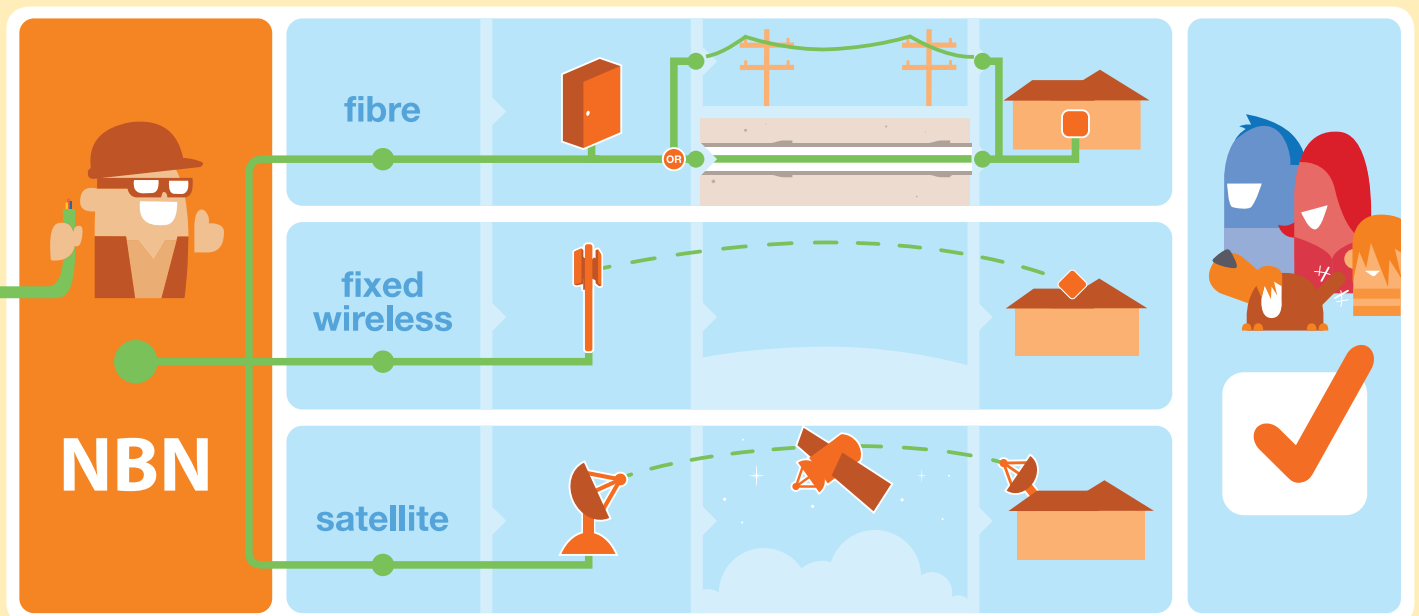 fibre
OR
fixed
wireless
NBN
satellite